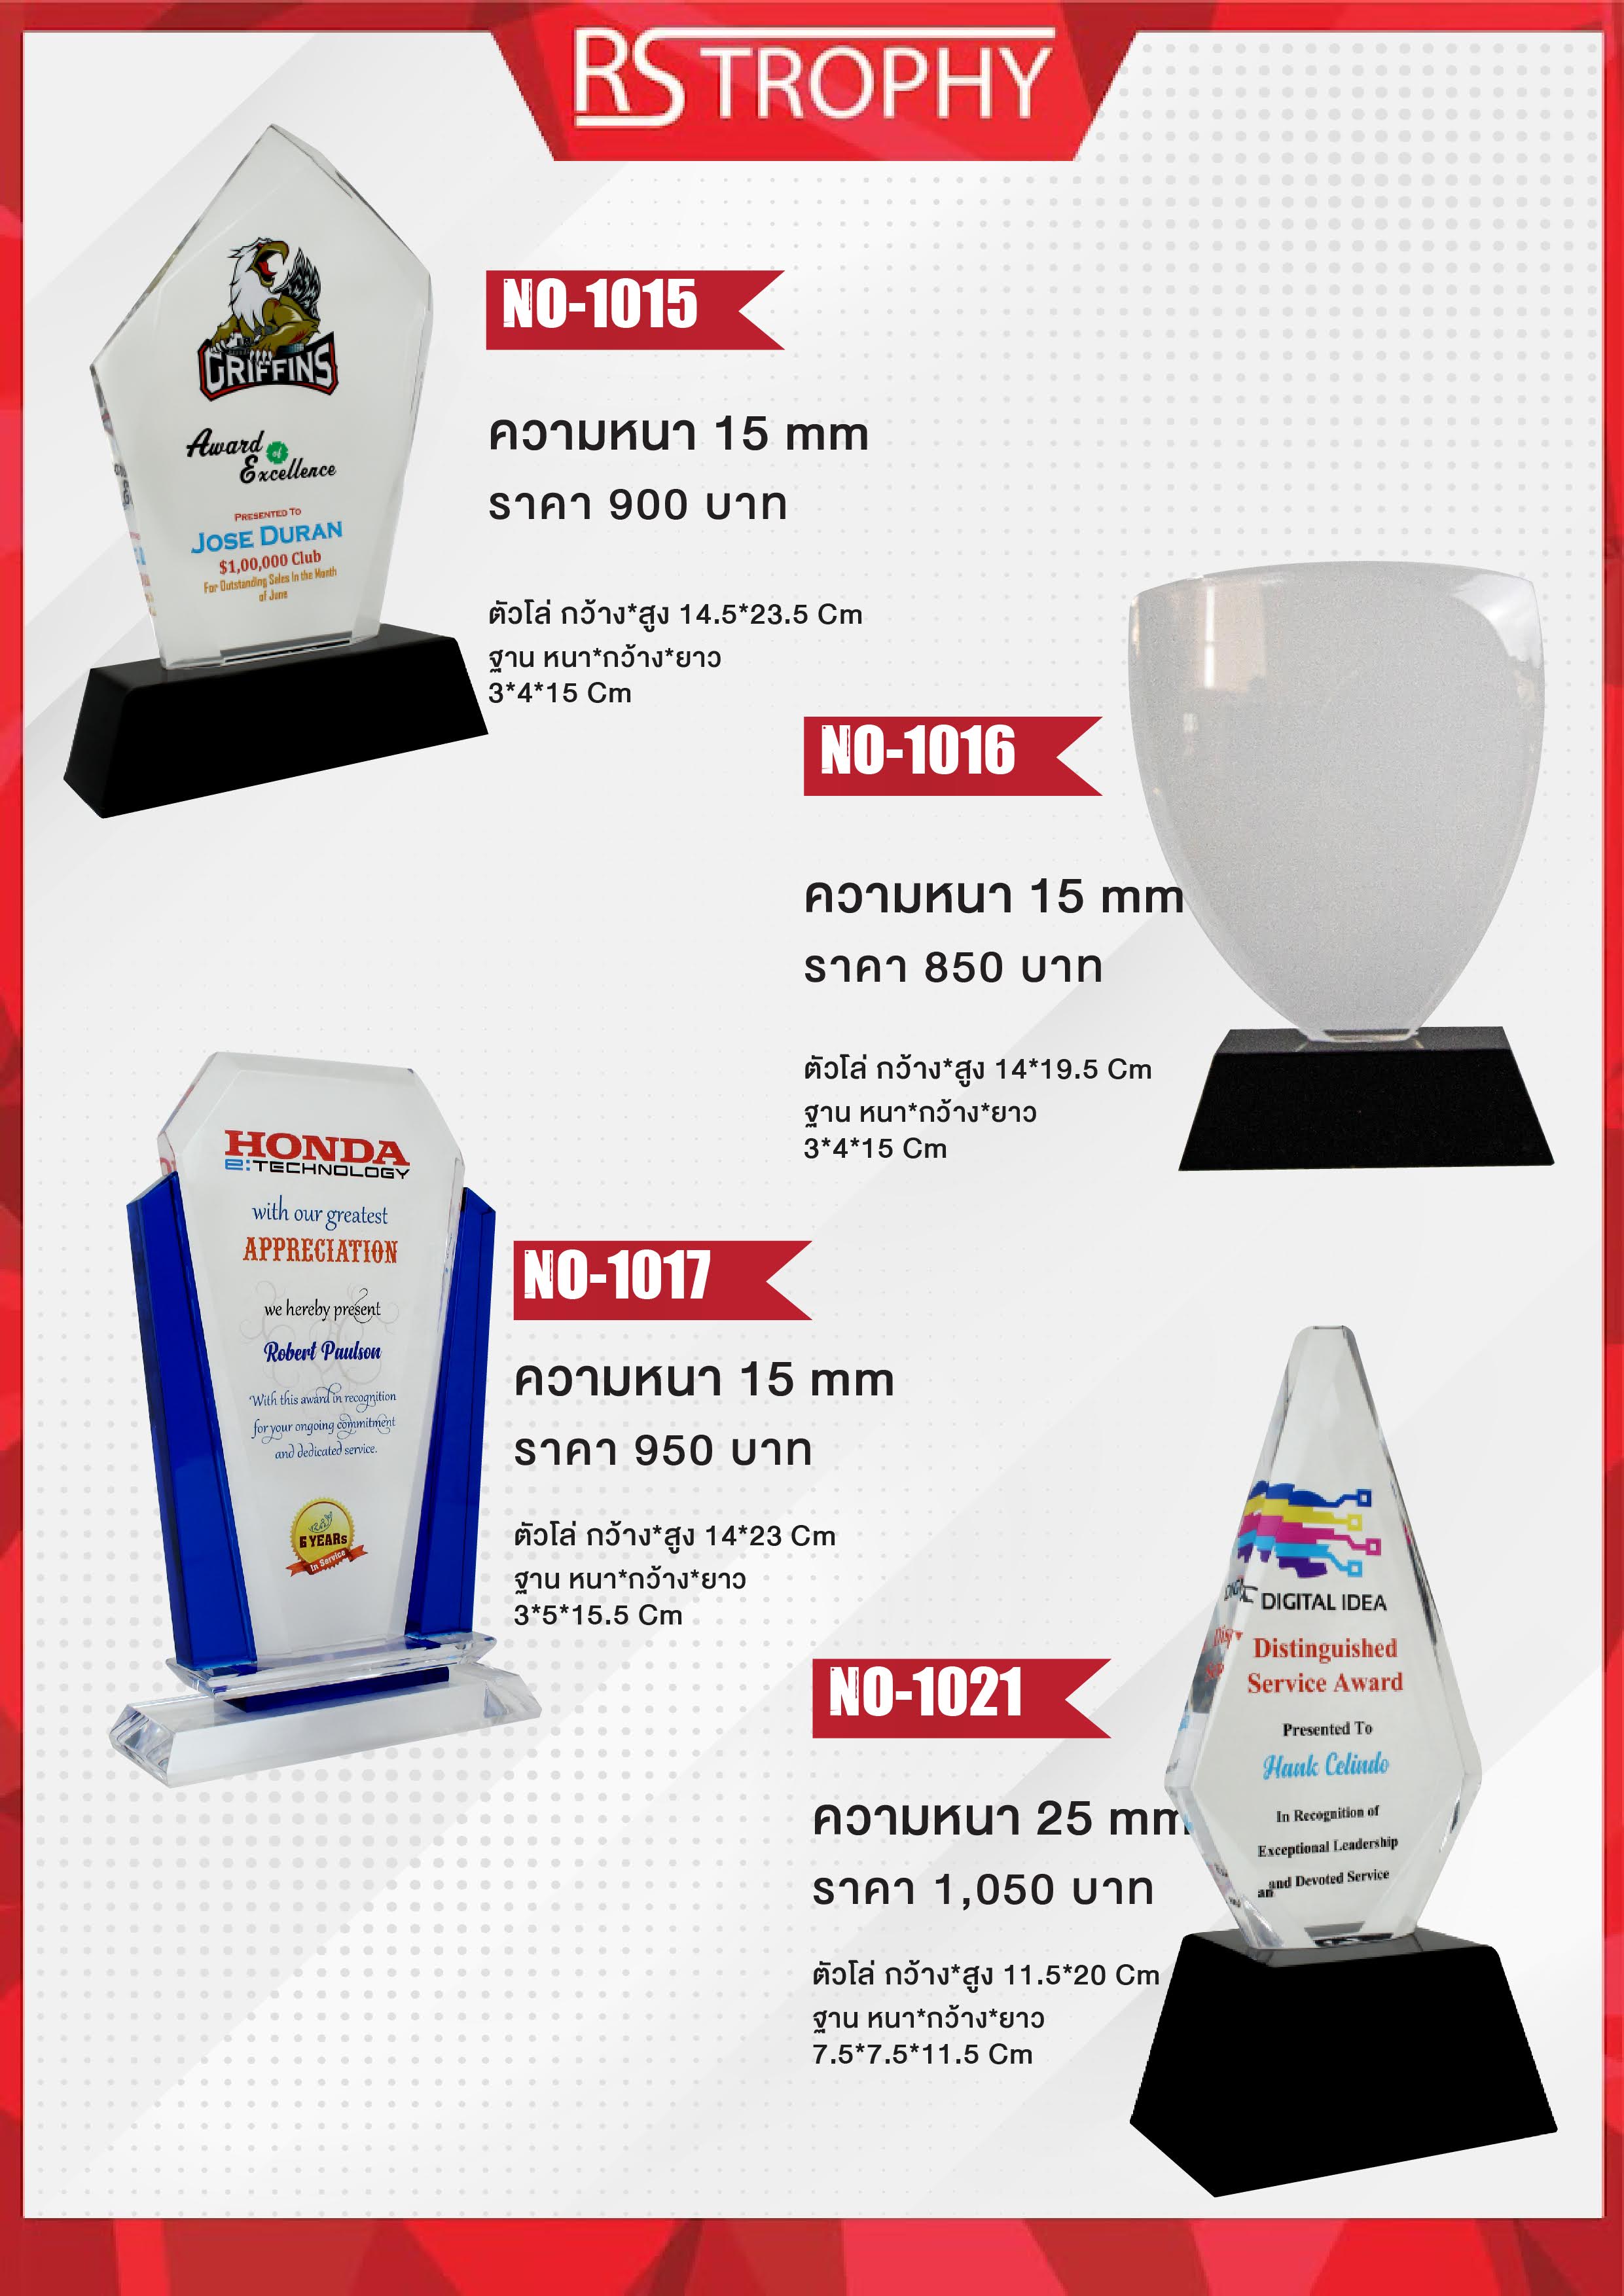 RS TROPHY
GRIFFINS
Award of
Excellence
PRESENTED TO
JOSE DURAN
$1,00,000 Club
For Outstanding Sales In the Month
of June
NO-1015
ความหนา 15 mm
ราคา 900 บาท
ตัวโล่ กว้าง*สูง 14.5*23.5 Cm
ฐาน หนา*กว้าง*ยาว
3*4*15 Cm
NO-1016
ความหนา 15 mm
ราคา 850 บาท
ตัวโล่ กว้าง*สูง 14*19.5 Cm
ฐาน หนา*กว้าง*ยาว
3*4*15 Cm
HONDA
e:TECHNOLOGY
with our greatest
APPRECIATION
we hereby present
Robert Paulson
With this award in recognition
for your ongoing commitment
and dedicated service.
6 YEARs
In Service
NO-1017
ความหนา 15 mm
ราคา 950 บาท
ตัวโล่ กว้าง*สูง 14*23 Cm
ฐาน หนา*กว้าง*ยาว
3*5*15.5 Cm
NO-1021
ความหนา 25 mm
ราคา 1,050 บาท
ตัวโล่ กว้าง*สูง 11.5*20 Cm
ฐาน หนา*กว้าง*ยาว
7.5*7.5*11.5 Cm
DIGITAL IDEA
Distinguished
Service Award
Presented To
Hank Celindo
In Recognition of
Exceptional Leadership
and Devoted Service